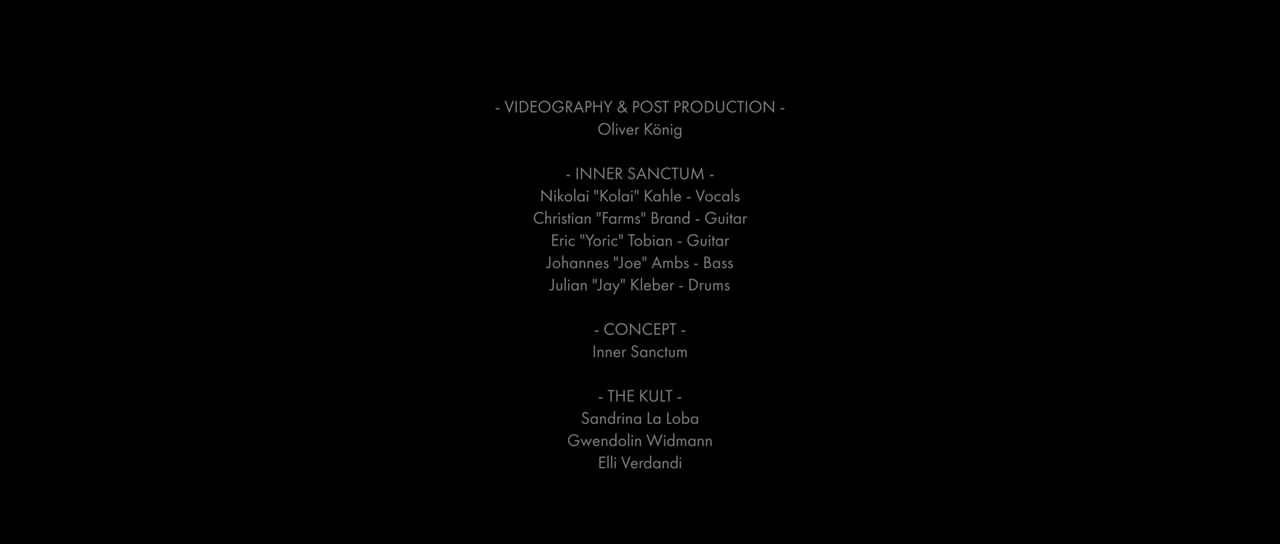 - VIDEOGRAPHY & POST PRODUCTION -
Oliver König
- INNER SANCTUM -
Nikolai "Kolai" Kahle - Vocals
Christian "Farms" Brand - Guitar
Eric "Yoric" Tobian - Guitar
Johannes "Joe" Ambs - Bass
Julian "Jay" Kleber - Drums
- CONCEPT -
Inner Sanctum
- THE KULT -
Sandrina La Loba
Gwendolin Widmann
Elli Verdandi